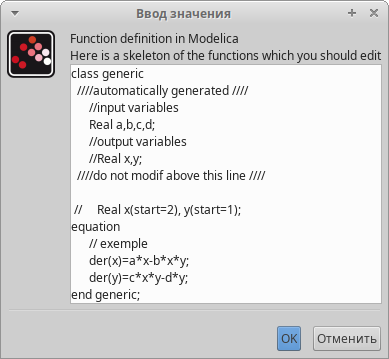 Ввод значения
Function definition in Modelica
Here is a skeleton of the functions which you should edit
class generic
////automatically generated ////
//input variables
Real a,b,c,d;
//output variables
//Real x,y;
////do not modif above this line ////
//     Real x(start=2), y(start=1);
equation
// exemple
der(x)=a*x-b*x*y;
der(y)=c*x*y-d*y;
end generic;
OK Отменить